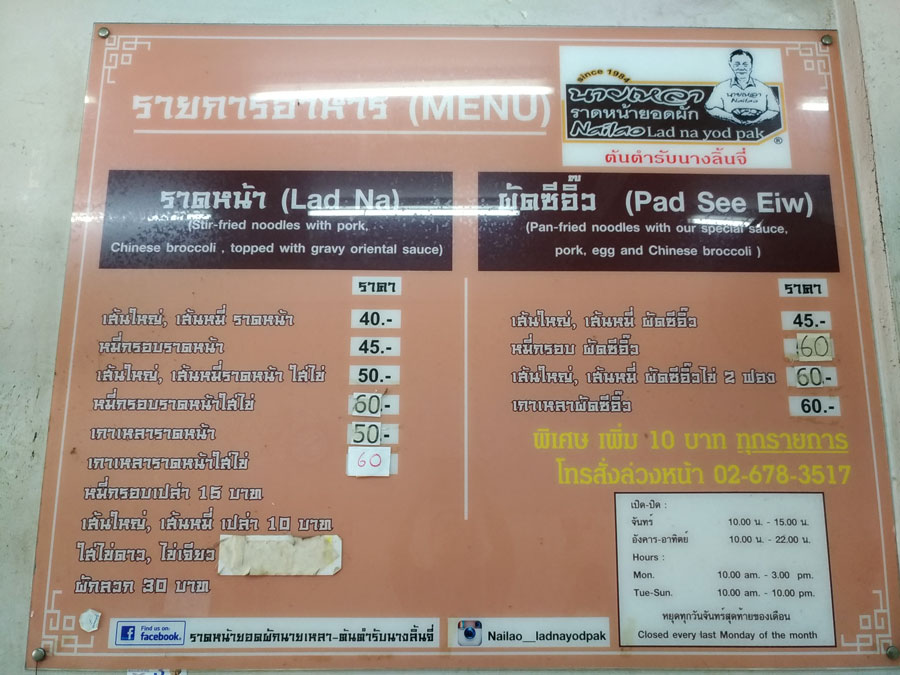 รายการอาหาร (MENU)
since 1984
นายเหลา
ราดหน้ายอดผัก
Nailao Lad na yod pak
นายเหลา
Nailao
®
ต้นตำรับนางลิ้นจี่
ราดหน้า (Lad Na)
(Stir-fried noodles with pork,
Chinese broccoli , topped with gravy oriental sauce)
ราคา
เส้นใหญ่, เส้นหมี่ ราดหน้า 40.-
หมี่กรอบราดหน้า 45.-
เส้นใหญ่, เส้นหมี่ราดหน้า ใส่ไข่ 50.-
หมี่กรอบราดหน้าใส่ไข่ 60.-
เกาเหลาราดหน้า 50.-
เกาเหลาราดหน้าใส่ไข่ 60
หมี่กรอบเปล่า 15 บาท
เส้นใหญ่, เส้นหมี่ เปล่า 10 บาท
ใส่ไข่ดาว, ไข่เจียว
ผักลวก 30 บาท
ผัดซีอิ๊ว (Pad See Eiw)
(Pan-fried noodles with our special sauce,
pork, egg and Chinese broccoli )
ราคา
เส้นใหญ่, เส้นหมี่ ผัดซีอิ๊ว 45.-
หมี่กรอบ ผัดซีอิ๊ว 60
เส้นใหญ่, เส้นหมี่ ผัดซีอิ๊วไข่ 2 ฟอง 60.-
เกาเหลาผัดซีอิ๊ว 60.-
พิเศษ เพิ่ม 10 บาท ทุกรายการ
โทรสั่งล่วงหน้า 02-678-3517
เปิด-ปิด :
จันทร์ 10.00 น. - 15.00 น.
อังคาร-อาทิตย์ 10.00 น. - 22.00 น.
Hours :
Mon. 10.00 am. - 3.00 pm.
Tue-Sun. 10.00 am. - 10.00 pm.
หยุดทุกวันจันทร์สุดท้ายของเดือน
Closed every last Monday of the month
Find us on:
facebook.
ราดหน้ายอดผักนายเหลา-ต้นตำรับนางลิ้นจี่
Nailao__ladnayodpak